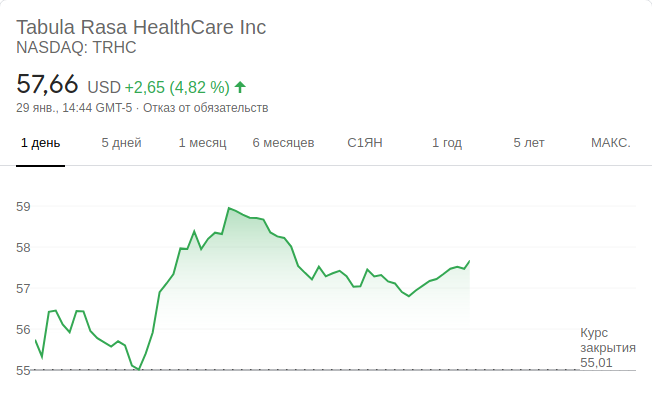 Tabula Rasa HealthCare Inc
NASDAQ: TRHC
57,66 USD +2,65 (4,82 %)
29 янв., 14:44 GMT-5 · Отказ от обязательств
1 день 5 дней 1 месяц 6 месяцев С1ЯН 1 год 5 лет МАКС.
59
58
57
56
55
Курс
закрытия
55,01